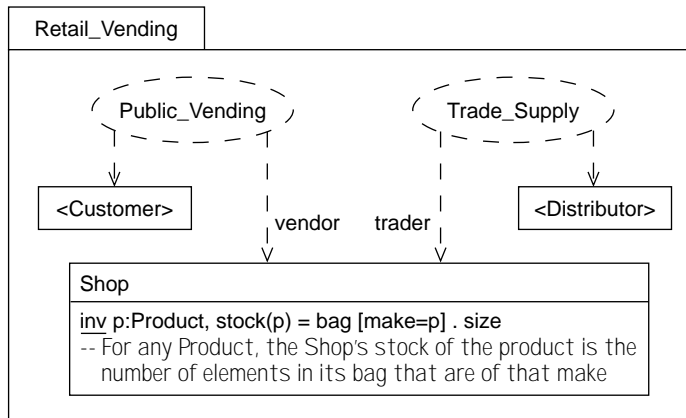 Retail_Vending
Public_Vending
Trade_Supply
<Customer>
<Distributor>
vendor
trader
Shop
inv p:Product, stock(p) = bag [make=p] . size
-- For any Product, the Shop's stock of the product is the
number of elements in its bag that are of that make